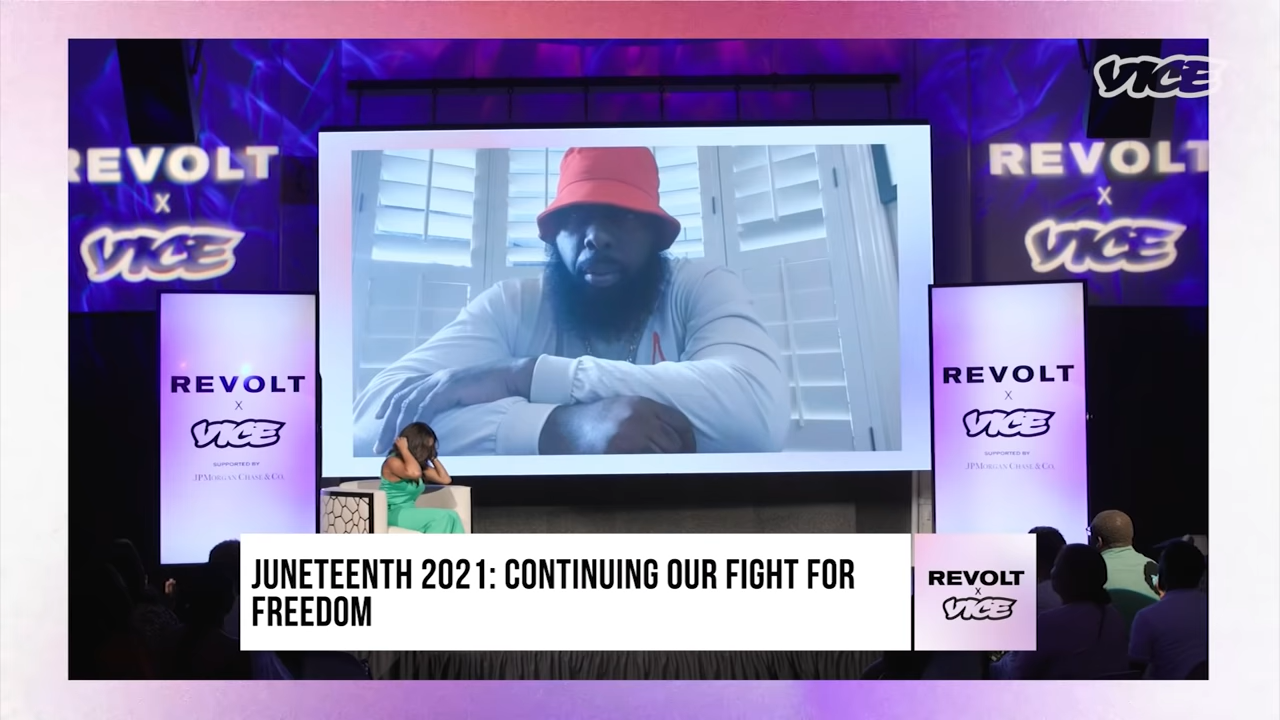 VICE
REVOLT
X
VICE
REVOLT
X
VICE
REVOLT
X
VICE
SUPPORTED BY
JPMORGAN CHASE & CO.
REVOLT
X
VICE
SUPPORTED BY
JPMORGAN CHASE & CO.
JUNETEENTH 2021: CONTINUING OUR FIGHT FOR
FREEDOM
REVOLT
X
VICE